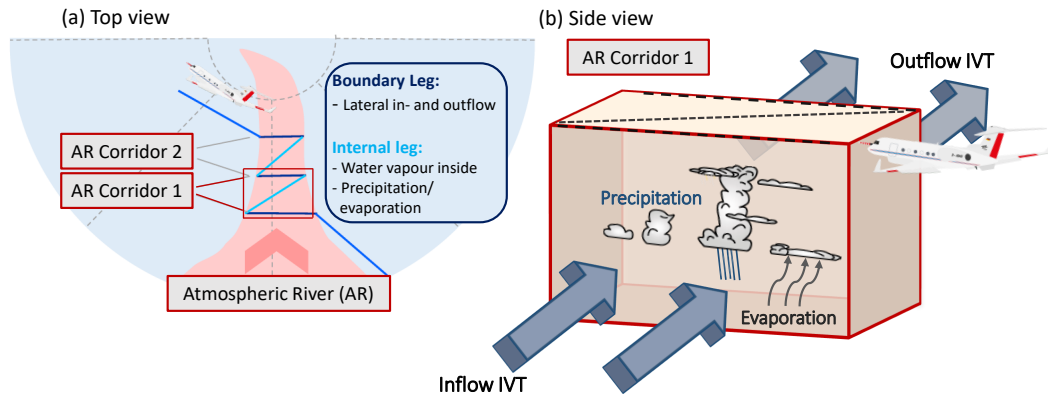 (a) Top view
Boundary Leg:
- Lateral in- and outflow
Internal leg:
- Water vapour inside
- Precipitation/
evaporation
AR Corridor 2
AR Corridor 1
Atmospheric River (AR)
(b) Side view
AR Corridor 1
Outflow IVT
Precipitation
Evaporation
Inflow IVT